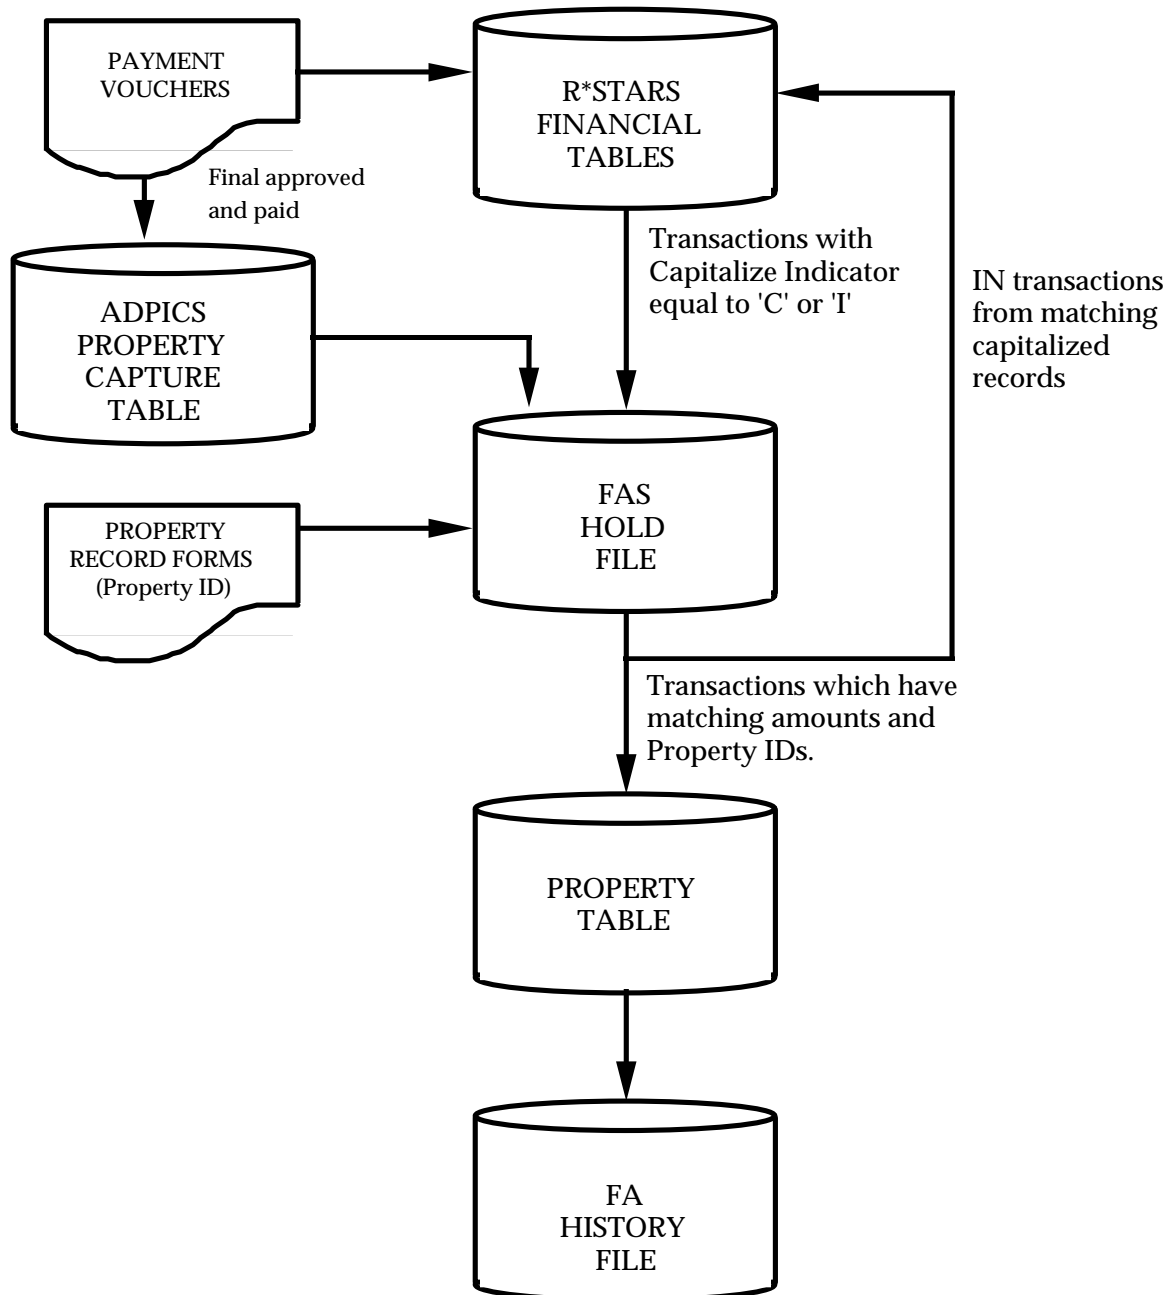 PAYMENT
VOUCHERS
R*STARS
FINANCIAL
TABLES
Final approved
and paid
Transactions with
Capitalize Indicator
equal to 'C' or 'I'
IN transactions
from matching
capitalized
records
ADPICS
PROPERTY
CAPTURE
TABLE
FAS
HOLD
FILE
PROPERTY
RECORD FORMS
(Property ID)
Transactions which have
matching amounts and
Property IDs.
PROPERTY
TABLE
FA
HISTORY
FILE